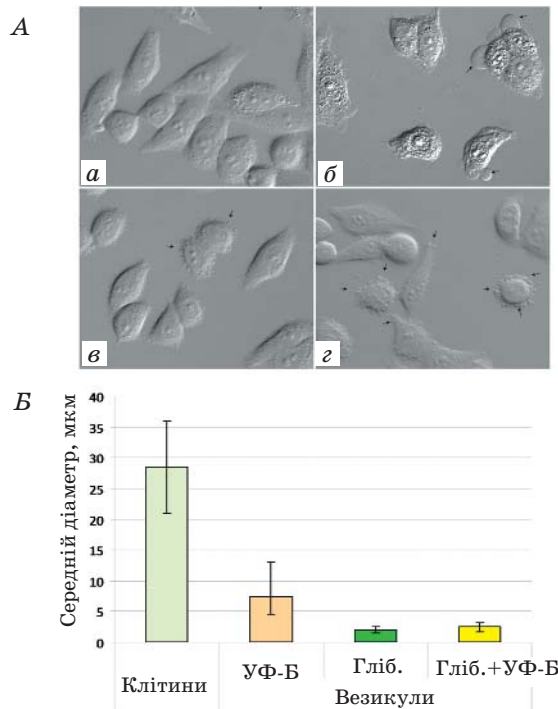 А
а
б
в
г
Б
Середній діаметр, мкм
40
35
30
25
20
15
10
5
0
УФ-Б
Гліб.
Гліб.+УФ-Б
Клітини
Везикули